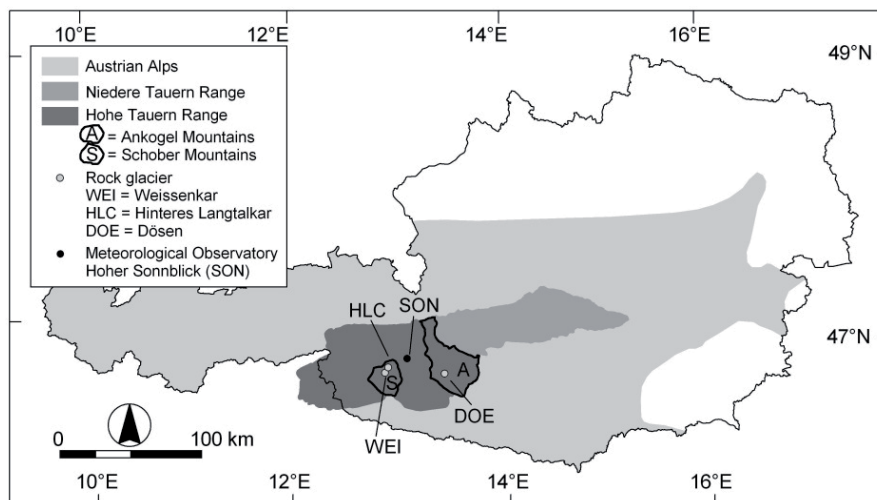 10°E 12°E 14°E 16°E
49°N
Austrian Alps
Niedere Tauern Range
Hohe Tauern Range
A = Ankogel Mountains
S = Schober Mountains
Rock glacier
WEI = Weissenkar
HLC = Hinteres Langtalkar
DOE = Dösen
Meteorological Observatory
Hoher Sonnblick (SON)
HLC SON
47°N
S A
DOE
WEI
0 100 km
10°E 12°E 14°E 16°E